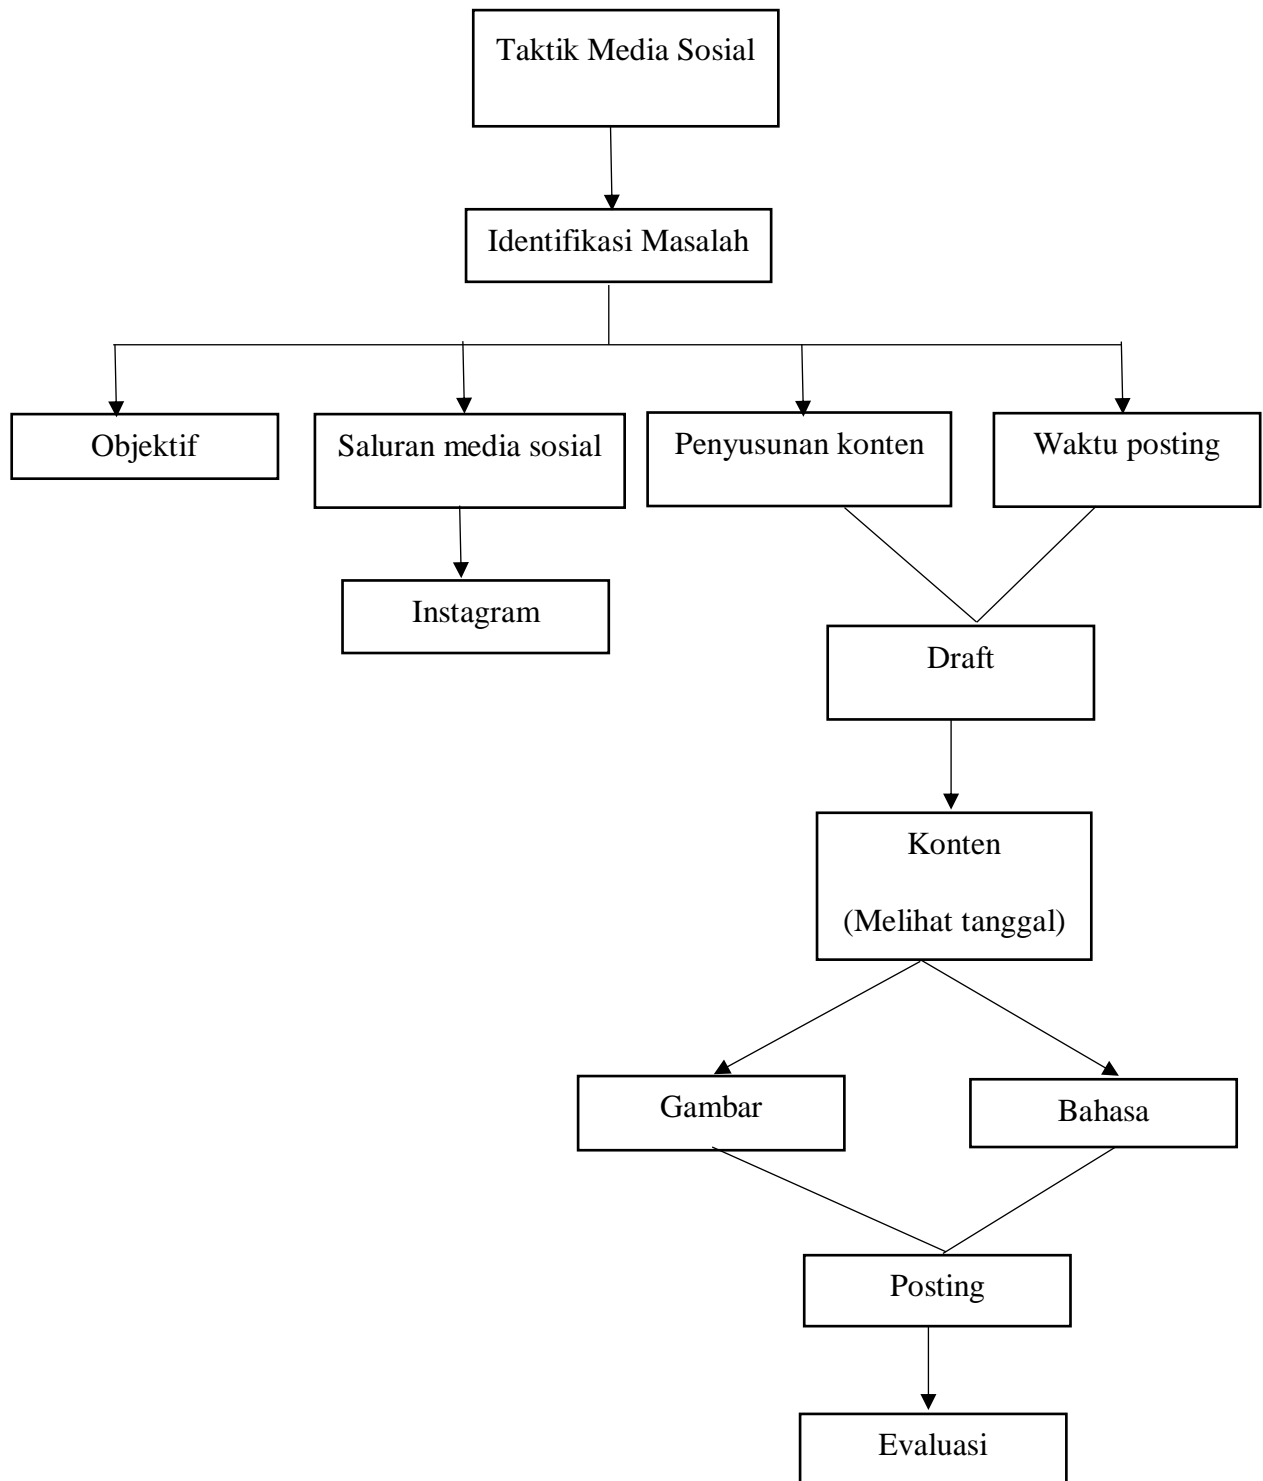 Taktik Media Sosial
Identifikasi Masalah
Objektif
Saluran media sosial
Penyusunan konten
Waktu posting
Instagram
Draft
Konten
(Melihat tanggal)
Gambar
Bahasa
Posting
Evaluasi